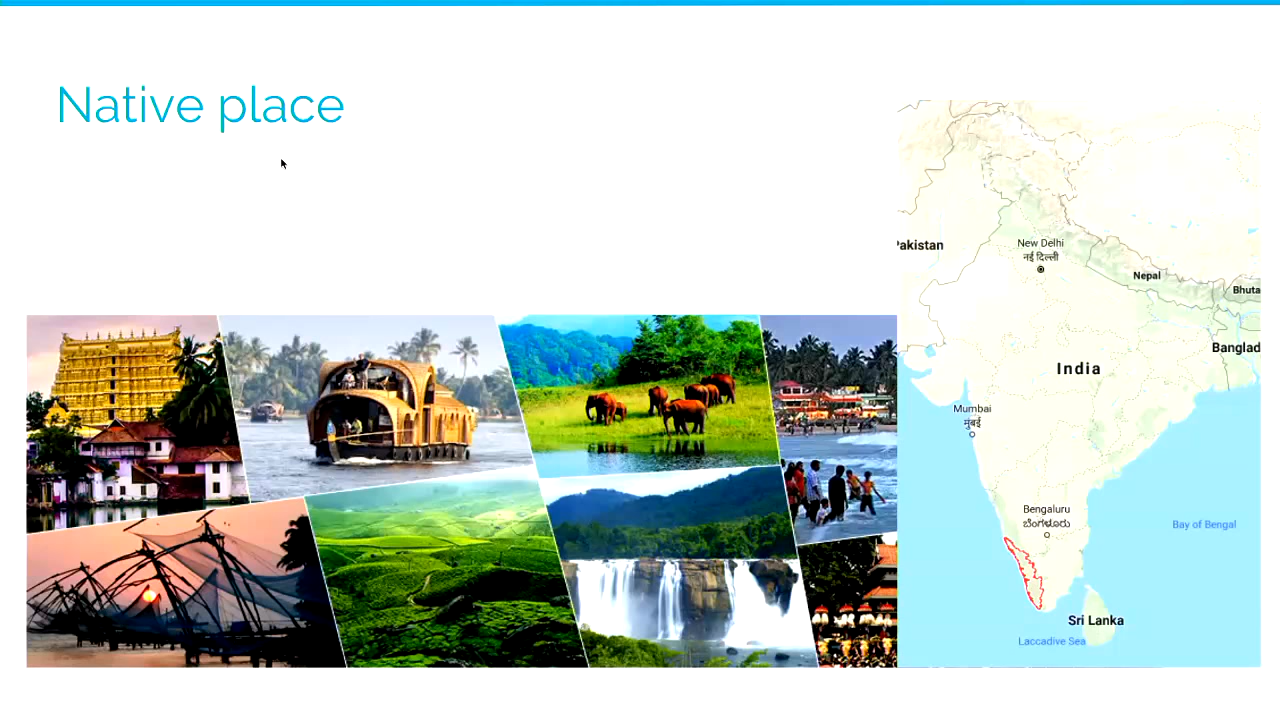 Native place
Pakistan
New Delhi
नई दिल्ली
Nepal
Bhuta
Banglad
India
Mumbai
मुंबई
Bengaluru
ಬೆಂಗಳೂರು
Bay of Bengal
Sri Lanka
Laccadive Sea